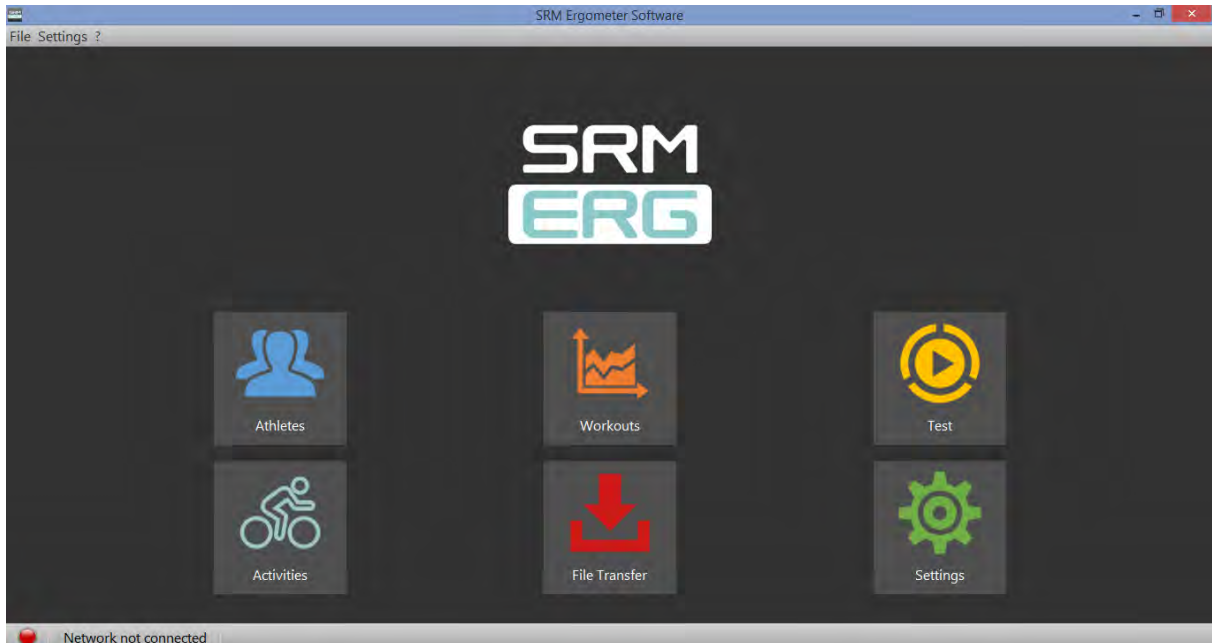 SRM Ergometer Software
File Settings ?
SRM
ERG
Athletes
Workouts
Test
Activities
File Transfer
Settings
Network not connected